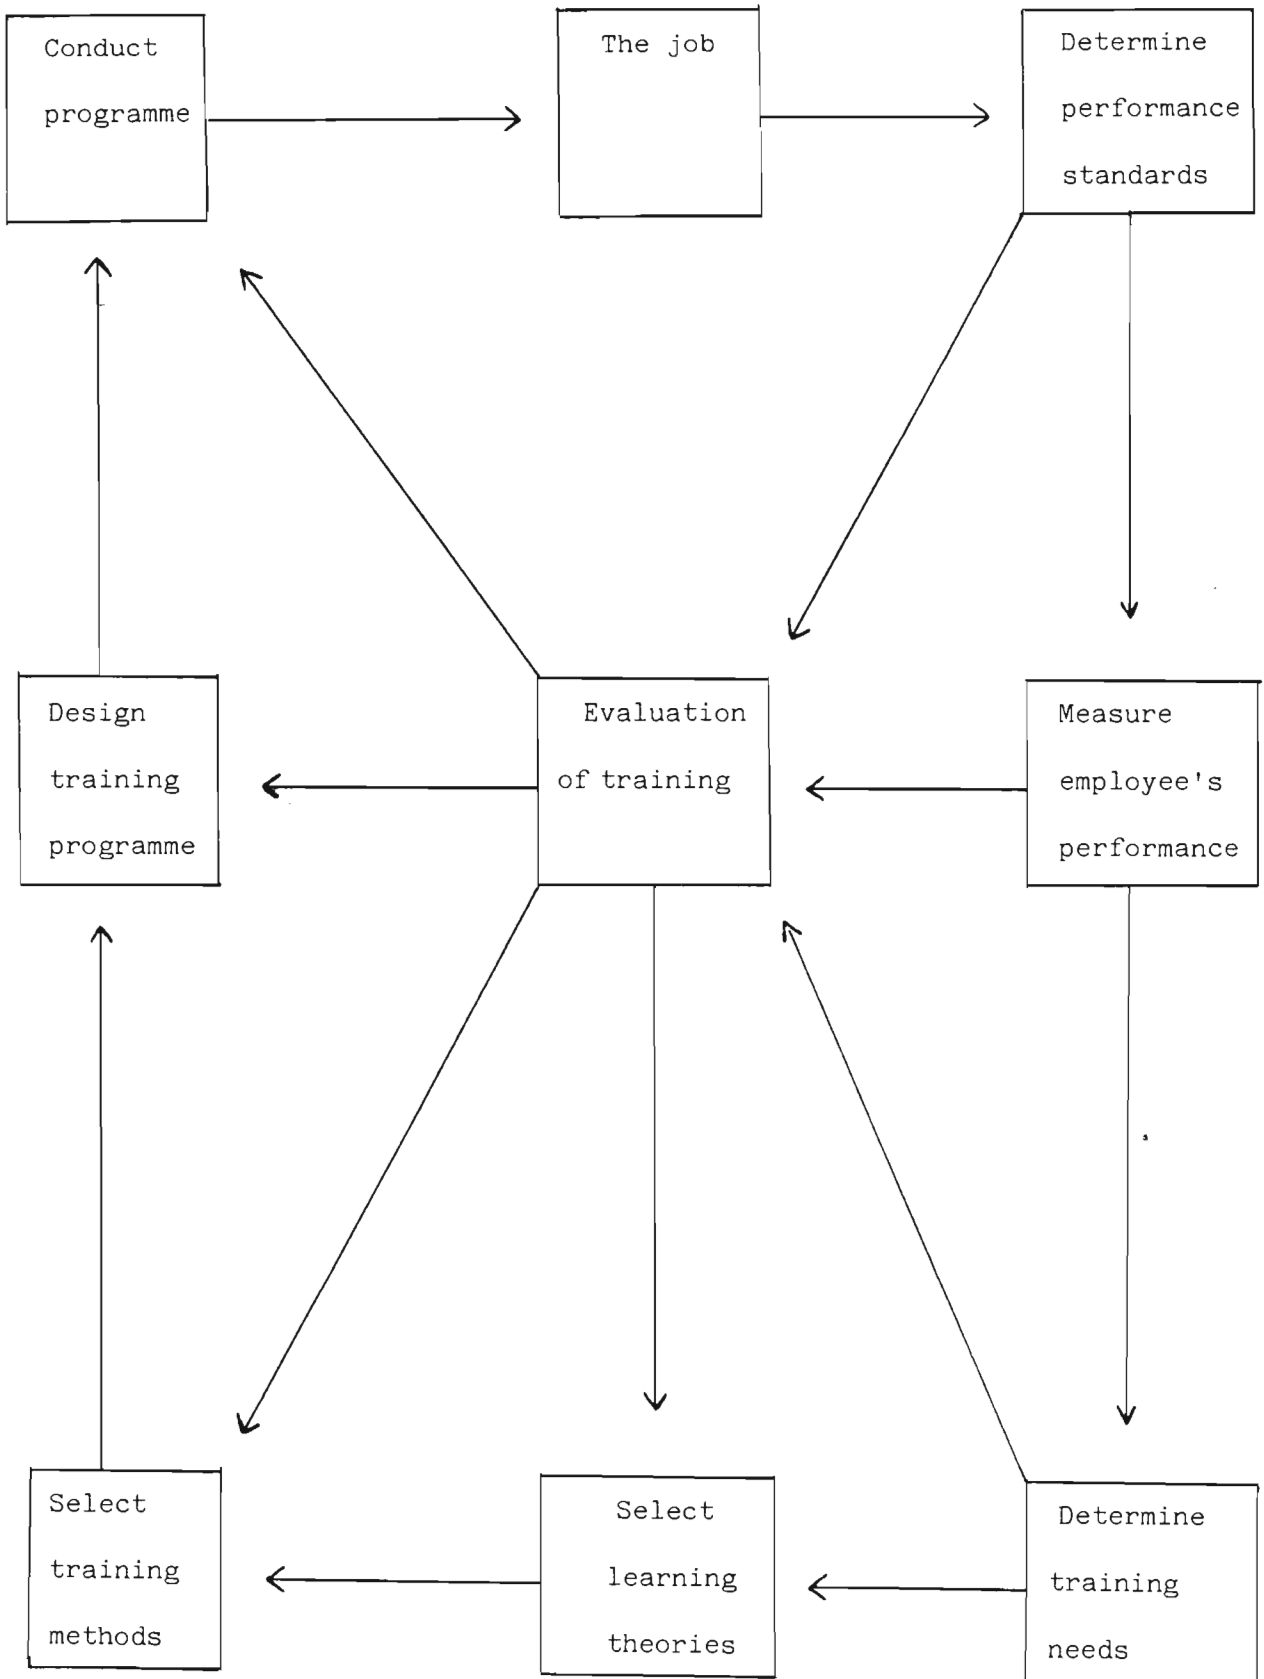 Conduct
programme
The job
Determine
performance
standards
Design
training
programme
Evaluation
of training
Measure
employee's
performance
Select
training
methods
Select
learning
theories
Determine
training
needs